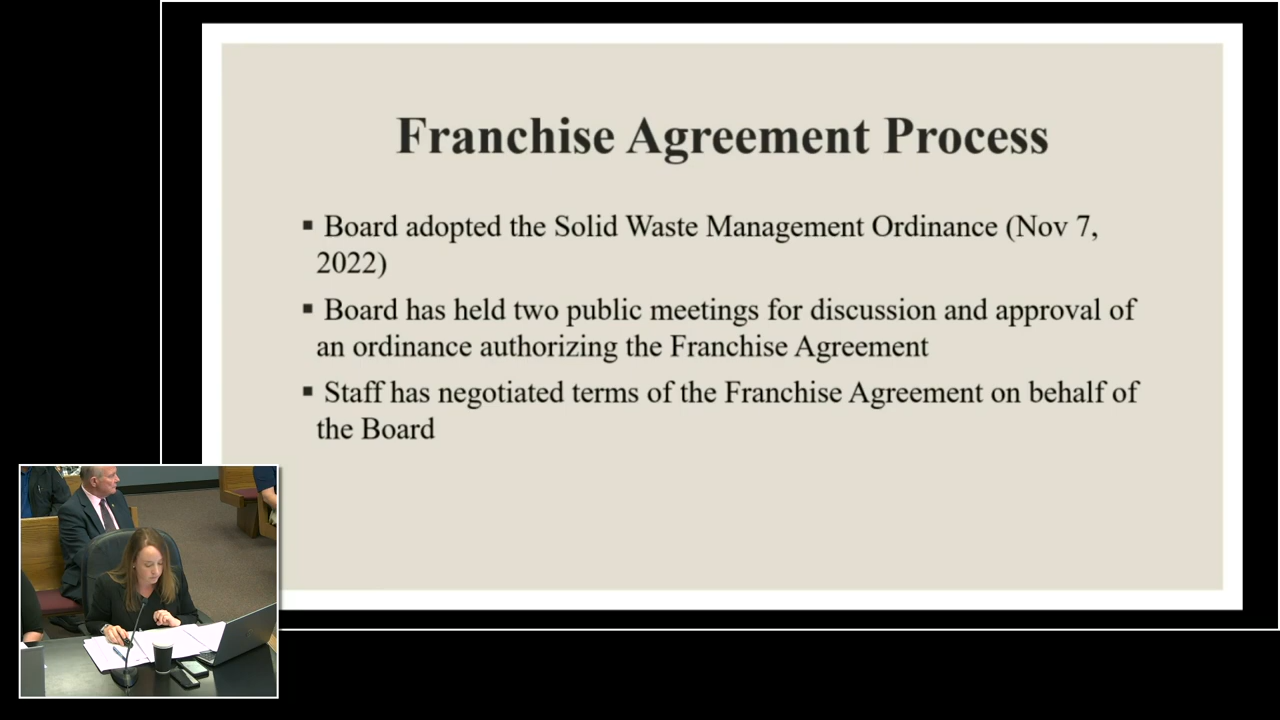 Franchise Agreement Process
▪ Board adopted the Solid Waste Management Ordinance (Nov 7,
2022)
▪ Board has held two public meetings for discussion and approval of
an ordinance authorizing the Franchise Agreement
▪ Staff has negotiated terms of the Franchise Agreement on behalf of
the Board